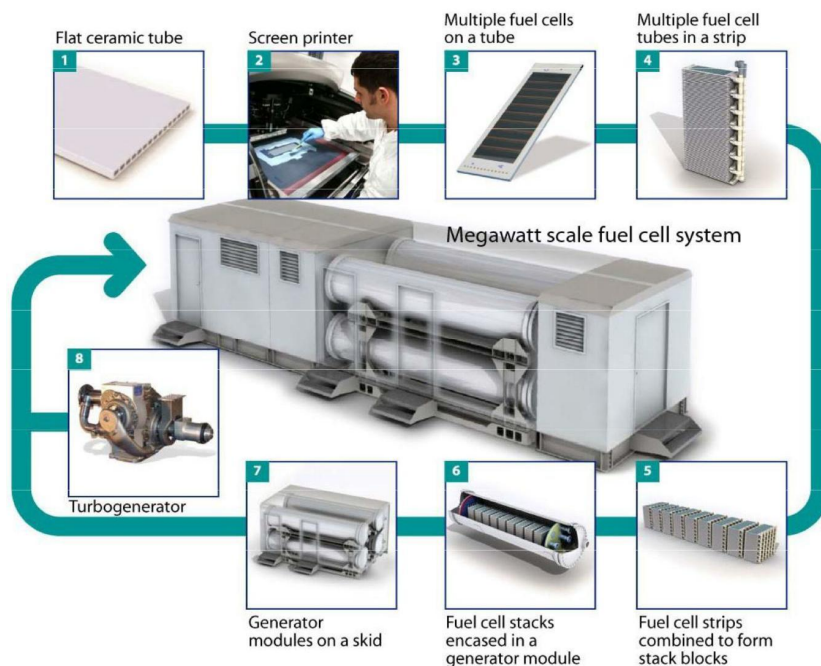 Flat ceramic tube
1
Screen printer
2
Multiple fuel cells
on a tube
3
Multiple fuel cell
tubes in a strip
4
Megawatt scale fuel cell system
8
Turbogenerator
7
Generator
modules on a skid
6
Fuel cell stacks
encased in a
generator module
5
Fuel cell strips
combined to form
stack blocks